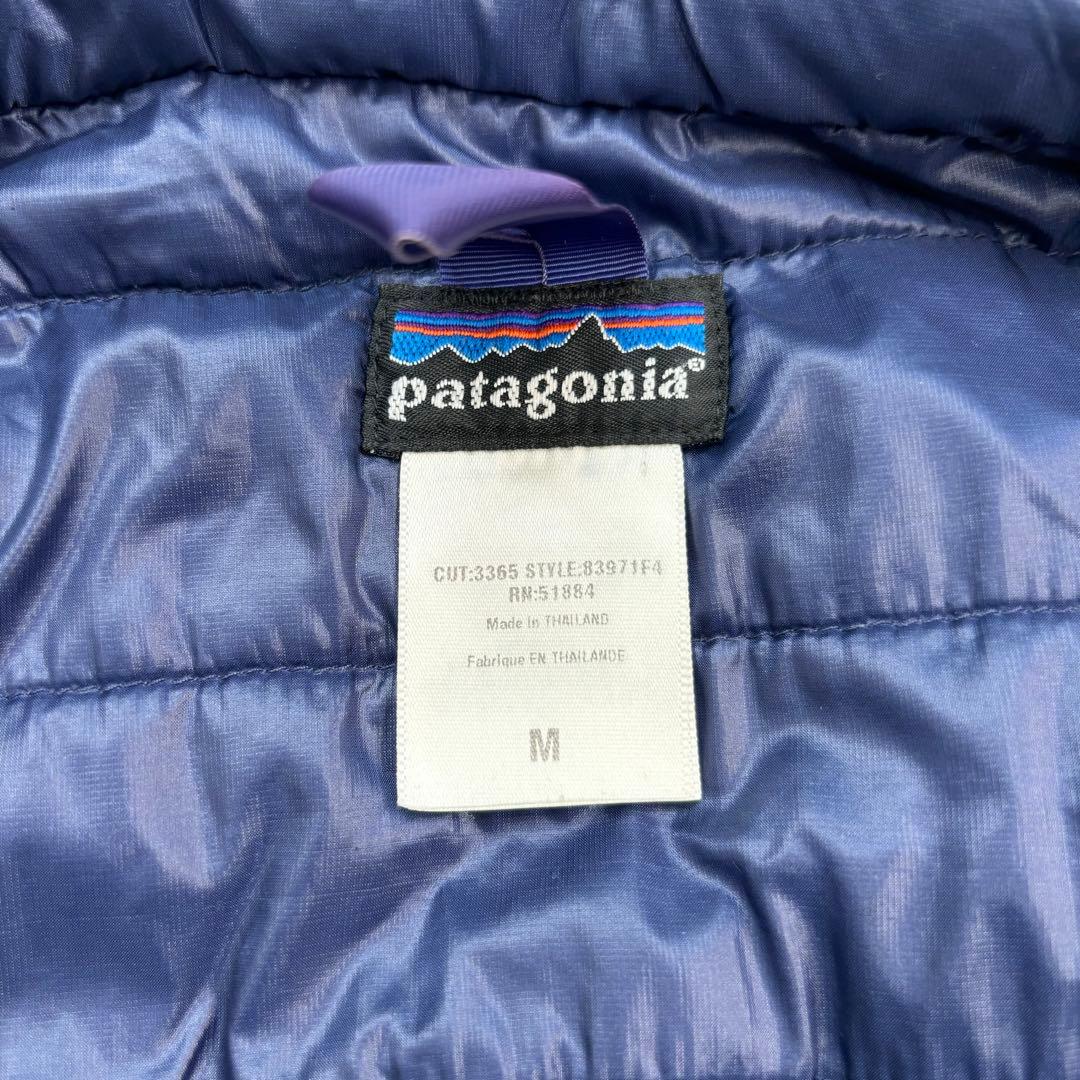 patagonia®
CUT:3365 STYLE:83971F4
RN:51884
Made in THAILAND
Fabrique EN THAILANDE
M